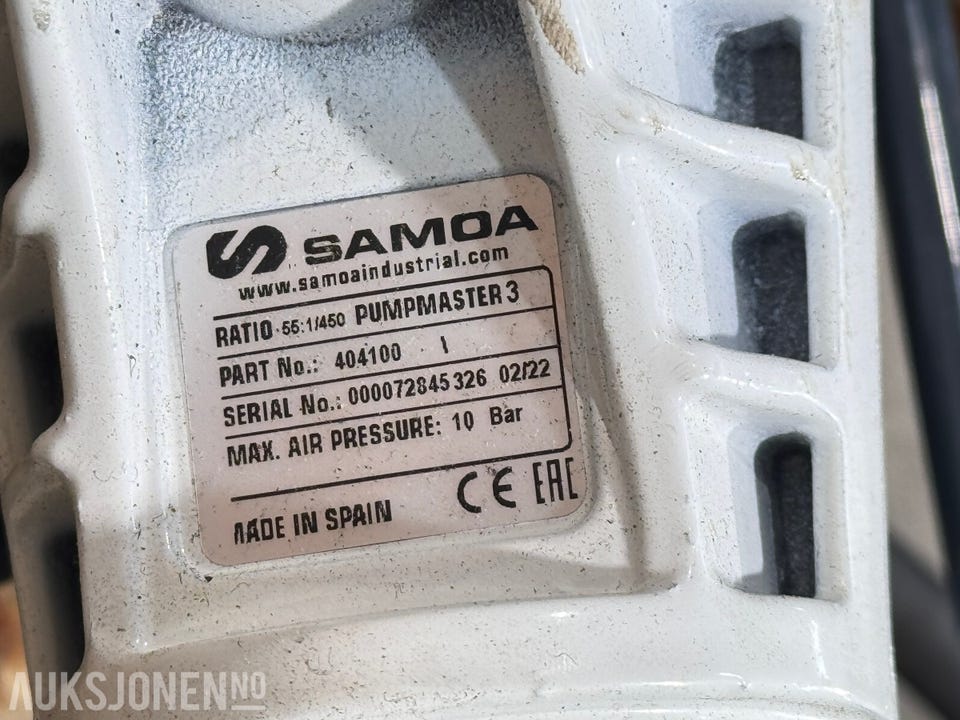 SAMOA
www.samoaindustrial.com
RATIO 55:1/450 PUMPMASTER 3
PART No.: 404100 \
SERIAL No.: 000072845 326 02/22
MAX. AIR PRESSURE: 10 Bar
CE EAC
MADE IN SPAIN
AUKSJONEN.NO